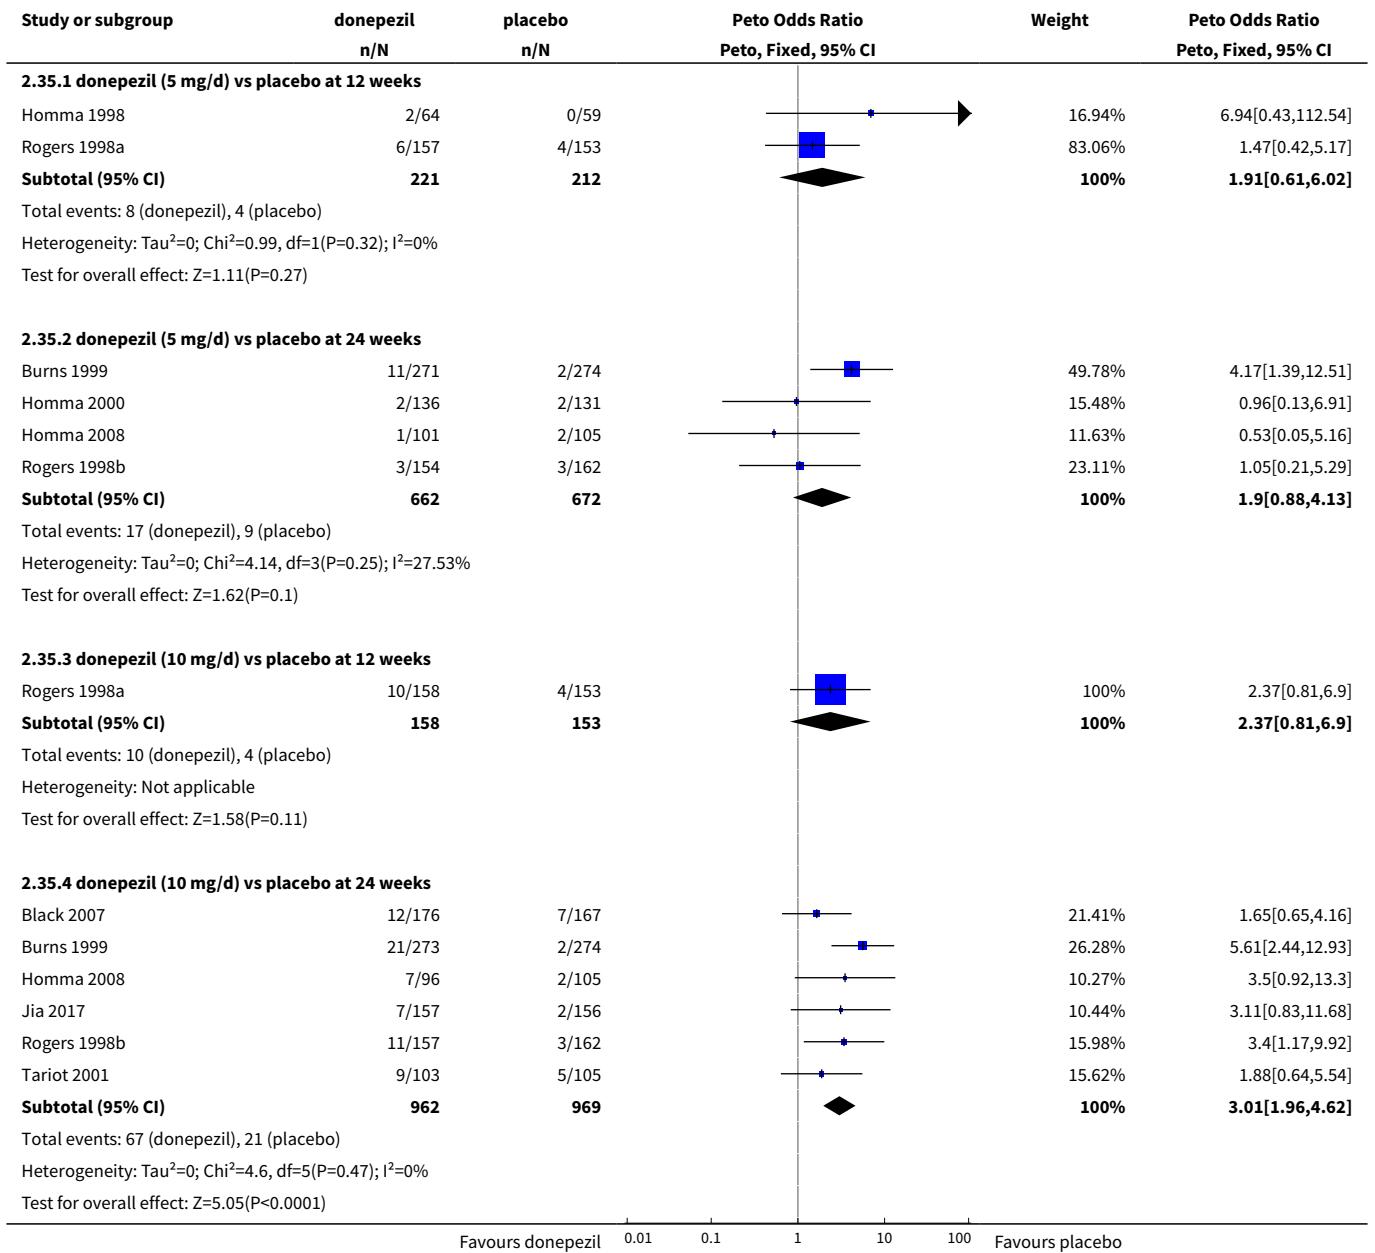 Study or subgroup donepezil placebo Peto Odds Ratio Weight Peto Odds Ratio
n/N n/N Peto, Fixed, 95% CI Peto, Fixed, 95% CI
2.35.1 donepezil (5 mg/d) vs placebo at 12 weeks
Homma 1998 2/64 0/59 16.94% 6.94[0.43,112.54]
Rogers 1998a 6/157 4/153 83.06% 1.47[0.42,5.17]
Subtotal (95% CI) 221 212 100% 1.91[0.61,6.02]
Total events: 8 (donepezil), 4 (placebo)
Heterogeneity: Tau²=0; Chi²=0.99, df=1(P=0.32); I²=0%
Test for overall effect: Z=1.11(P=0.27)
2.35.2 donepezil (5 mg/d) vs placebo at 24 weeks
Burns 1999 11/271 2/274 49.78% 4.17[1.39,12.51]
Homma 2000 2/136 2/131 15.48% 0.96[0.13,6.91]
Homma 2008 1/101 2/105 11.63% 0.53[0.05,5.16]
Rogers 1998b 3/154 3/162 23.11% 1.05[0.21,5.29]
Subtotal (95% CI) 662 672 100% 1.9[0.88,4.13]
Total events: 17 (donepezil), 9 (placebo)
Heterogeneity: Tau²=0; Chi²=4.14, df=3(P=0.25); I²=27.53%
Test for overall effect: Z=1.62(P=0.1)
2.35.3 donepezil (10 mg/d) vs placebo at 12 weeks
Rogers 1998a 10/158 4/153 100% 2.37[0.81,6.9]
Subtotal (95% CI) 158 153 100% 2.37[0.81,6.9]
Total events: 10 (donepezil), 4 (placebo)
Heterogeneity: Not applicable
Test for overall effect: Z=1.58(P=0.11)
2.35.4 donepezil (10 mg/d) vs placebo at 24 weeks
Black 2007 12/176 7/167 21.41% 1.65[0.65,4.16]
Burns 1999 21/273 2/274 26.28% 5.61[2.44,12.93]
Homma 2008 7/96 2/105 10.27% 3.5[0.92,13.3]
Jia 2017 7/157 2/156 10.44% 3.11[0.83,11.68]
Rogers 1998b 11/157 3/162 15.98% 3.4[1.17,9.92]
Tariot 2001 9/103 5/105 15.62% 1.88[0.64,5.54]
Subtotal (95% CI) 962 969 100% 3.01[1.96,4.62]
Total events: 67 (donepezil), 21 (placebo)
Heterogeneity: Tau²=0; Chi²=4.6, df=5(P=0.47); I²=0%
Test for overall effect: Z=5.05(P<0.0001)
Favours donepezil 0.01 0.1 1 10 100 Favours placebo